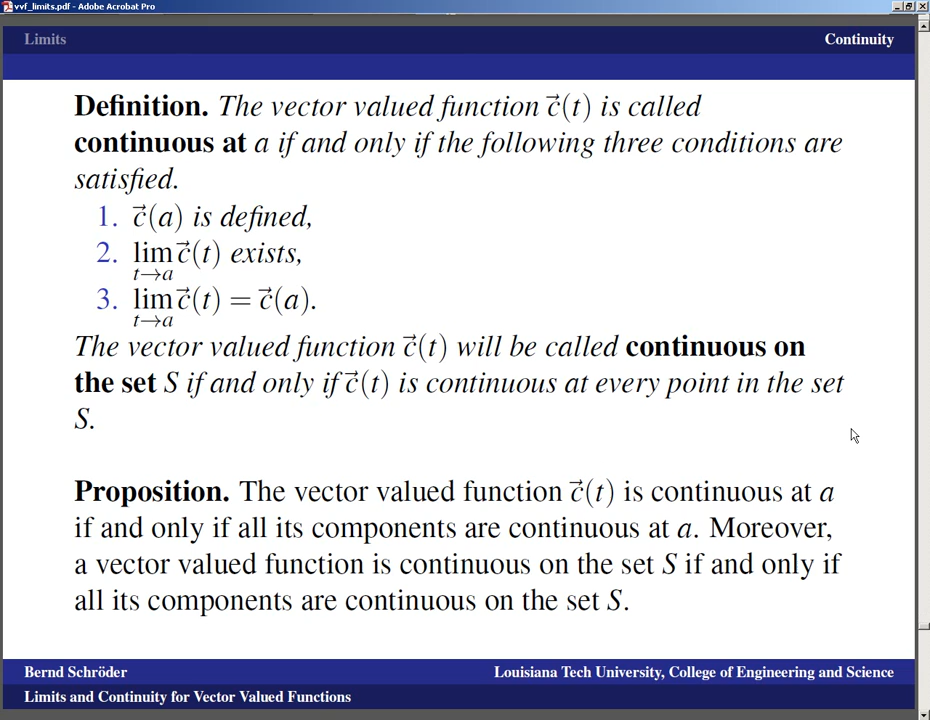 vvf_limits.pdf - Adobe Acrobat Pro
Limits Continuity
Definition. The vector valued function c⃗(t) is called
continuous at a if and only if the following three conditions are
satisfied.
1. c⃗(a) is defined,
2. lim c⃗(t) exists,
t→a
3. lim c⃗(t) = c⃗(a).
t→a
The vector valued function c⃗(t) will be called continuous on
the set S if and only if c⃗(t) is continuous at every point in the set
S.
Proposition. The vector valued function c⃗(t) is continuous at a
if and only if all its components are continuous at a. Moreover,
a vector valued function is continuous on the set S if and only if
all its components are continuous on the set S.
Bernd Schröder Louisiana Tech University, College of Engineering and Science
Limits and Continuity for Vector Valued Functions